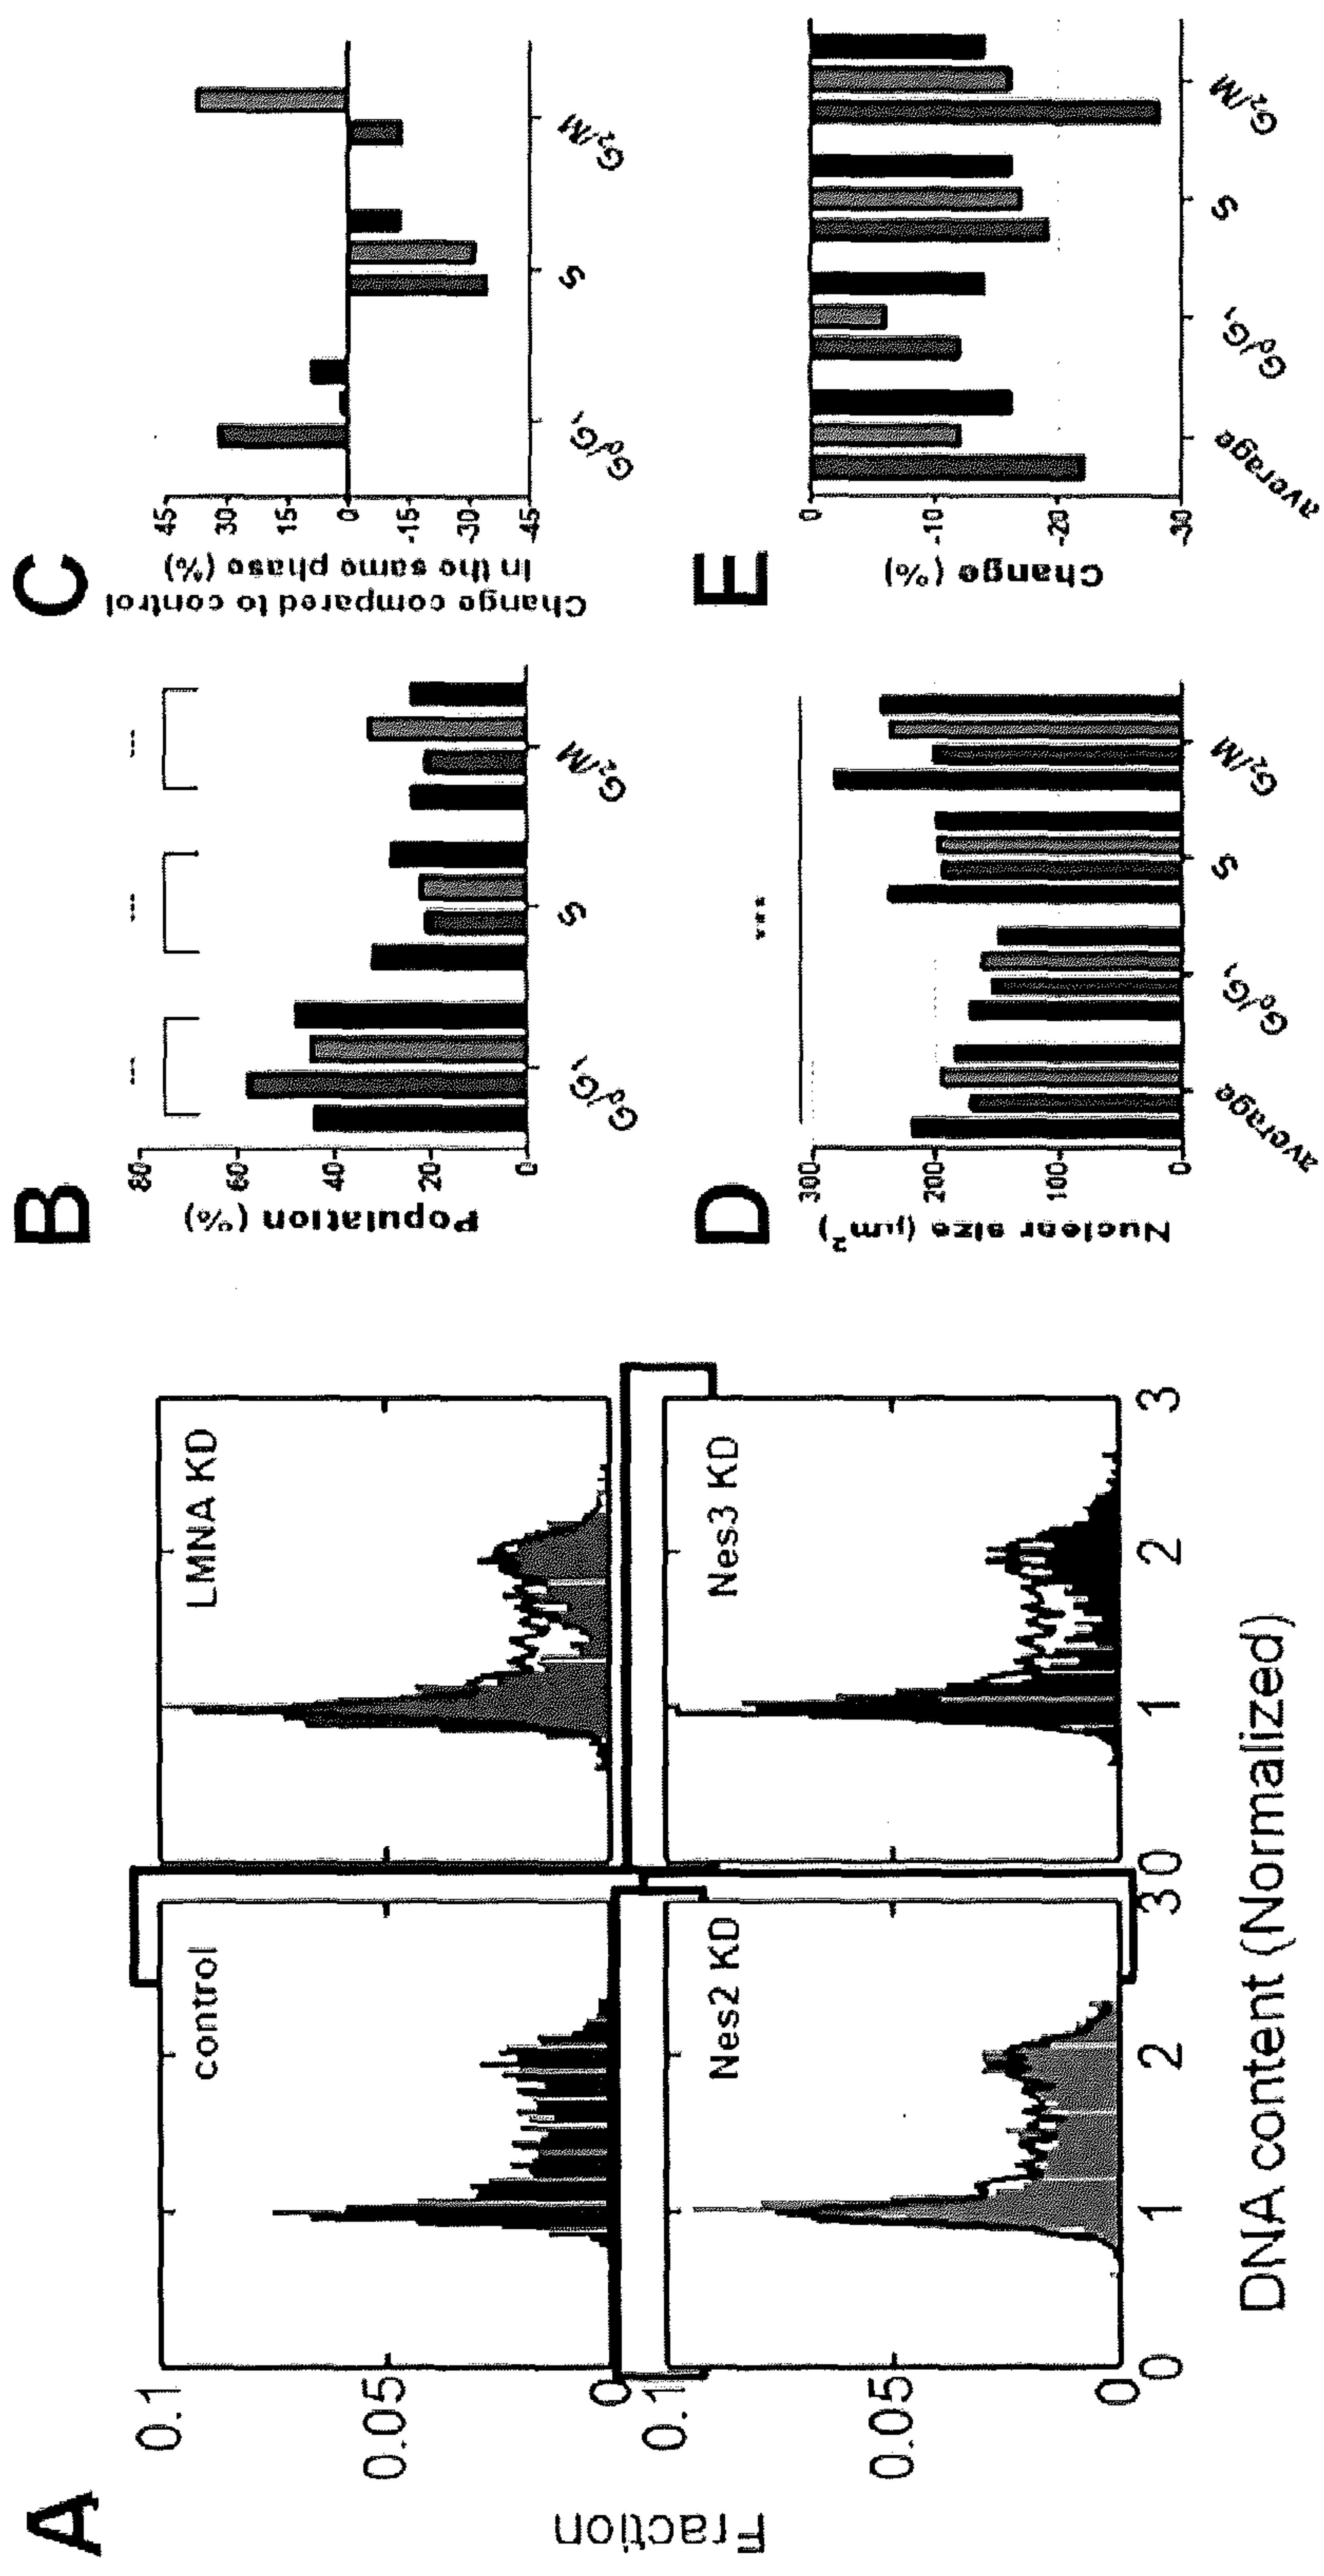 A
Fraction
0.1
0.05
0
control
LMNA KD
0.1
0.05
0
Nes2 KD
Nes3 KD
0
1
2
3
0
1
2
3
DNA content (Normalized)
B
Population (%)
80
60
40
20
0
---
---
---
G₀/G₁
S
G₂/M
C
Change compared to control
In the same phase (%)
45
30
15
0
-15
-30
-45
G₀/G₁
S
G₂/M
D
Nuclear size (μm²)
300
200
100
0
***
average
G₀/G₁
S
G₂/M
E
Change (%)
0
-10
-20
-30
average
G₀/G₁
S
G₂/M